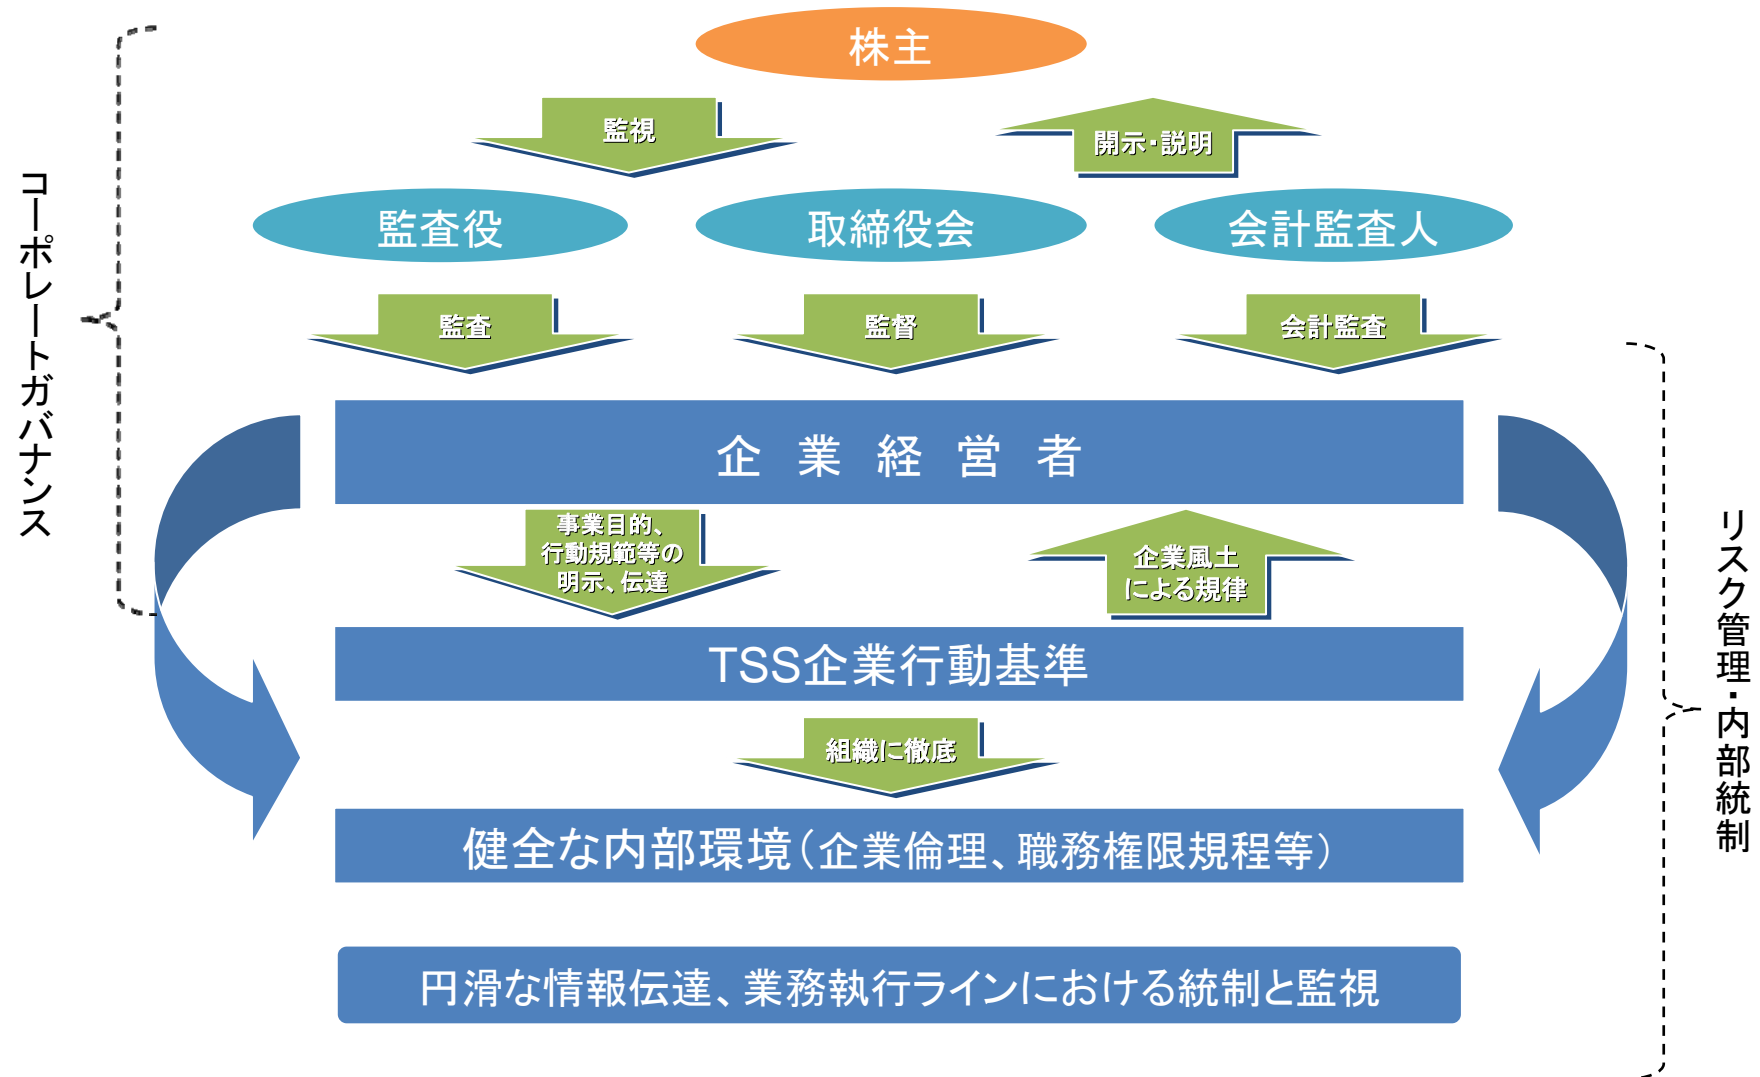 株主
監視
開示・説明
監査役
取締役会
会計監査人
監査
監督
会計監査
コーポレートガバナンス
企　業　経　営　者
事業目的、
行動規範等の
明示、伝達
企業風土
による規律
TSS企業行動基準
リスク管理・内部統制
組織に徹底
健全な内部環境（企業倫理、職務権限規程等）
円滑な情報伝達、業務執行ラインにおける統制と監視